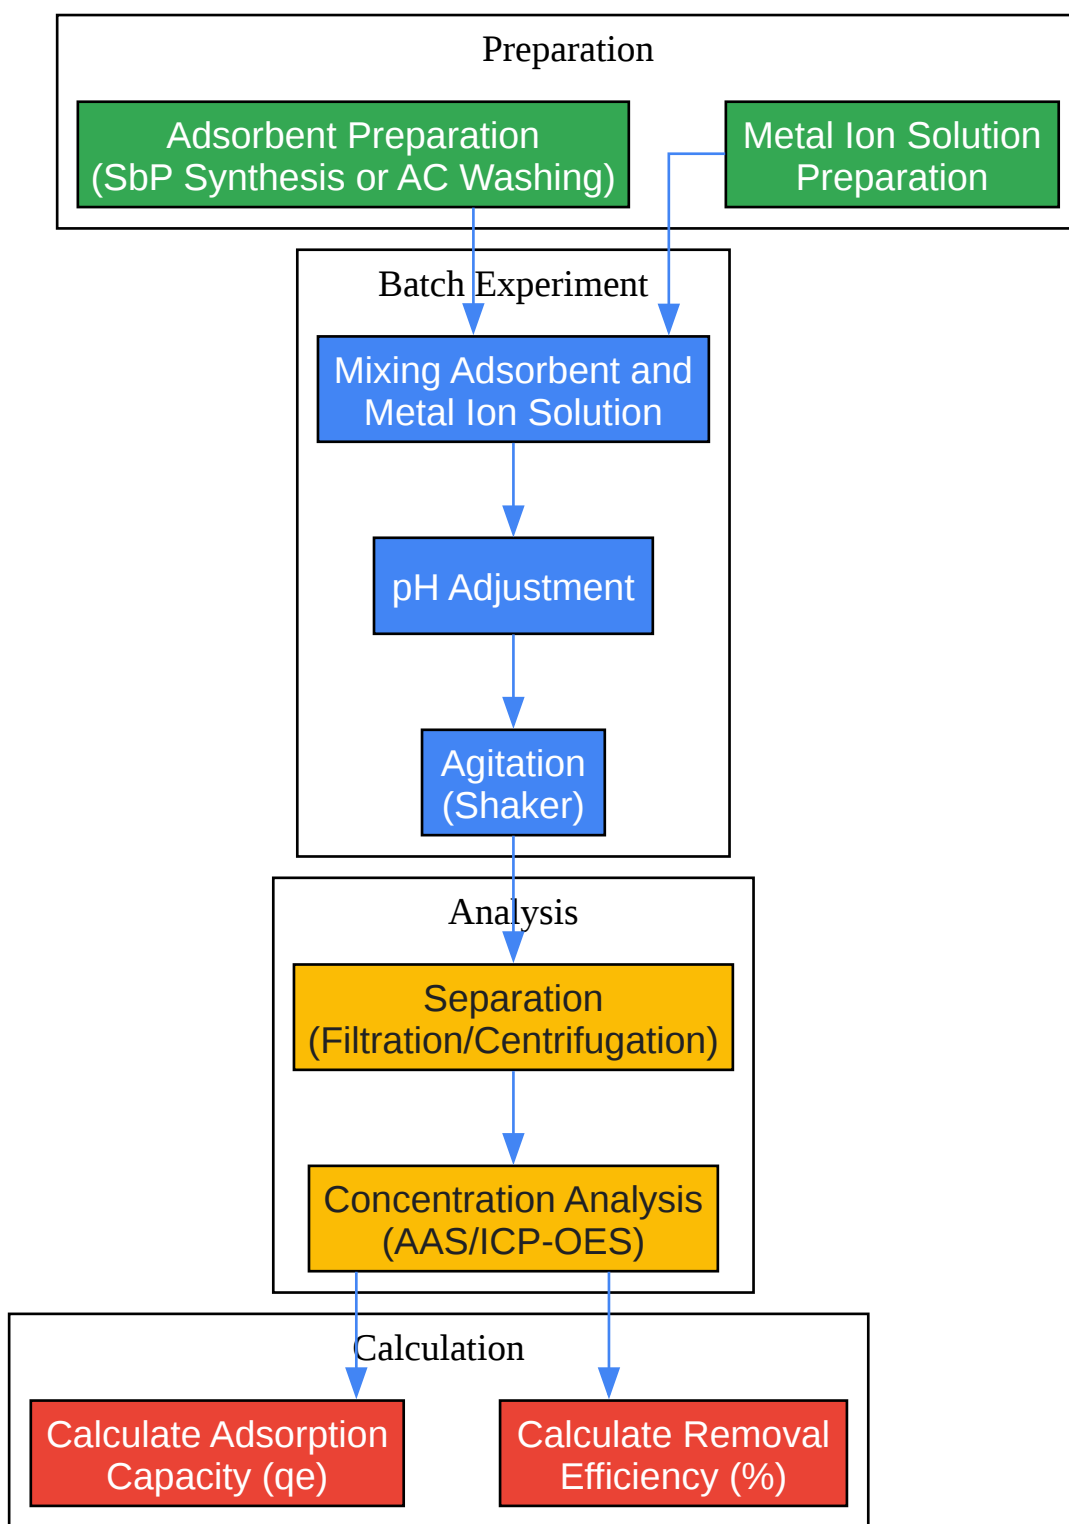 Preparation
Adsorbent Preparation
(SbP Synthesis or AC Washing)
Metal Ion Solution
Preparation
Batch Experiment
Mixing Adsorbent and
Metal Ion Solution
pH Adjustment
Agitation
(Shaker)
Analysis
Separation
(Filtration/Centrifugation)
Concentration Analysis
(AAS/ICP-OES)
Calculation
Calculate Adsorption
Capacity (qe)
Calculate Removal
Efficiency (%)